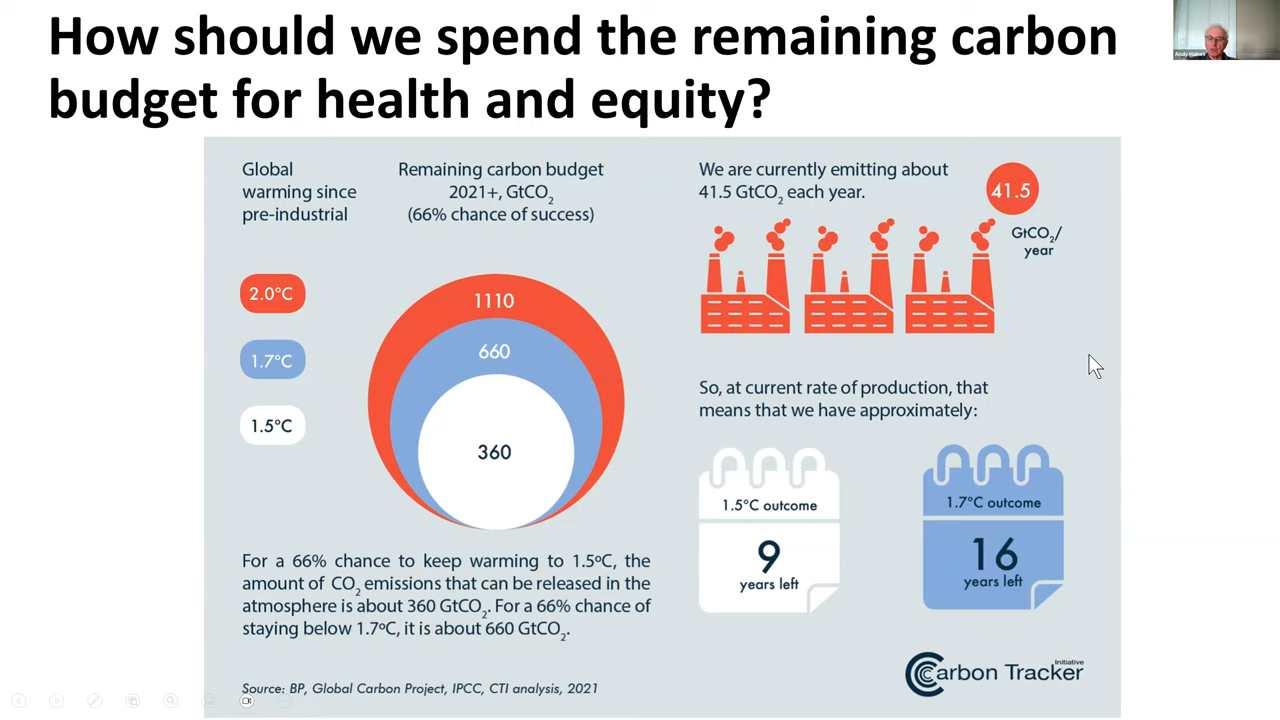 How should we spend the remaining carbon
budget for health and equity?
Global
warming since
pre-industrial
Remaining carbon budget
2021+, GtCO₂
(66% chance of success)
2.0°C
1.7°C
1.5°C
1110
660
360
For a 66% chance to keep warming to 1.5ºC, the
amount of CO₂ emissions that can be released in the
atmosphere is about 360 GtCO₂. For a 66% chance of
staying below 1.7ºC, it is about 660 GtCO₂.
Source: BP, Global Carbon Project, IPCC, CTI analysis, 2021
We are currently emitting about
41.5 GtCO₂ each year.
41.5
GtCO₂/
year
So, at current rate of production, that
means that we have approximately:
1.5°C outcome
9
years left
1.7°C outcome
16
years left
Carbon Tracker
Initiative
Andy Haines